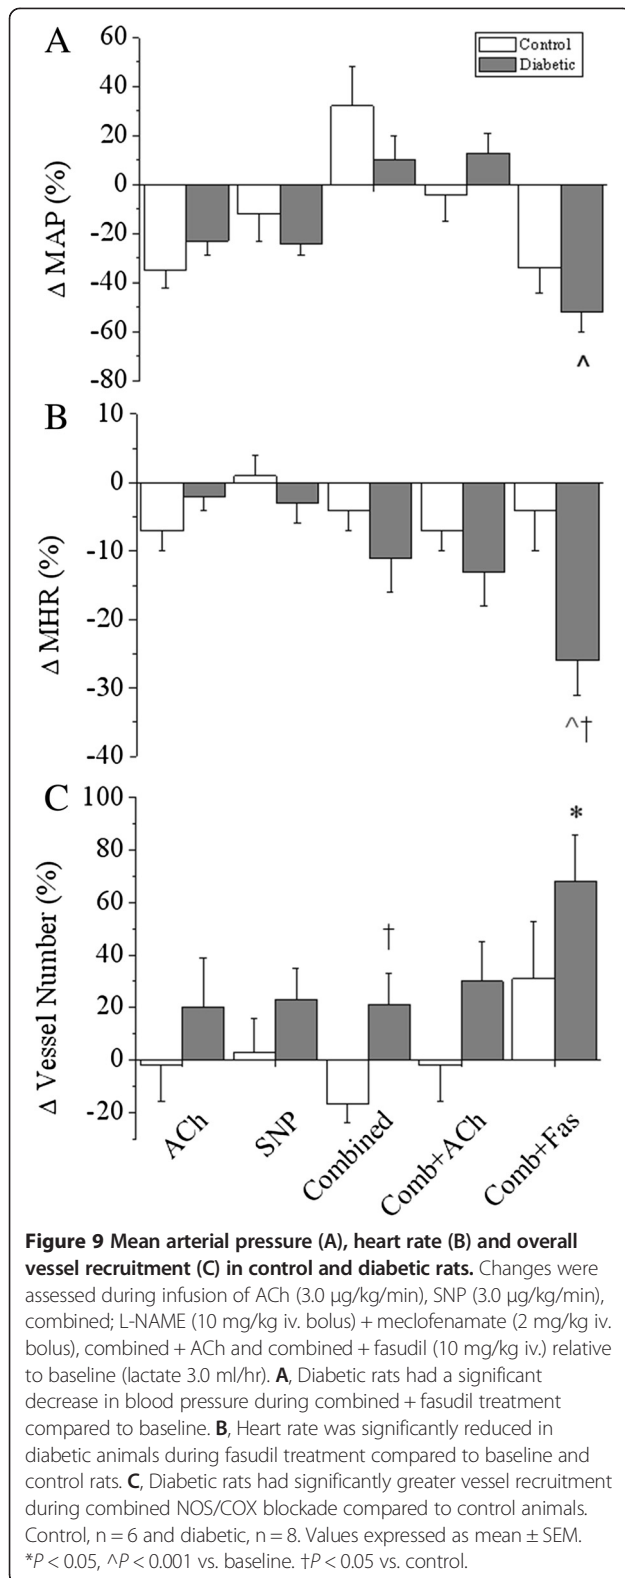 A
Control
Diabetic
60
40
20
0
-20
-40
-60
-80
Δ MAP (%)
^
B
10
0
-10
-20
-30
-40
Δ MHR (%)
^†
C
100
80
60
40
20
0
-20
Δ Vessel Number (%)
†
*
ACh
SNP
Combined
Comb+ACh
Comb+Fas
Figure 9 Mean arterial pressure (A), heart rate (B) and overall
vessel recruitment (C) in control and diabetic rats. Changes were
assessed during infusion of ACh (3.0 μg/kg/min), SNP (3.0 μg/kg/min),
combined; L-NAME (10 mg/kg iv. bolus) + meclofenamate (2 mg/kg iv.
bolus), combined + ACh and combined + fasudil (10 mg/kg iv.) relative
to baseline (lactate 3.0 ml/hr). A, Diabetic rats had a significant
decrease in blood pressure during combined + fasudil treatment
compared to baseline. B, Heart rate was significantly reduced in
diabetic animals during fasudil treatment compared to baseline and
control rats. C, Diabetic rats had significantly greater vessel recruitment
during combined NOS/COX blockade compared to control animals.
Control, n = 6 and diabetic, n = 8. Values expressed as mean ± SEM.
*P < 0.05, ^P < 0.001 vs. baseline. †P < 0.05 vs. control.